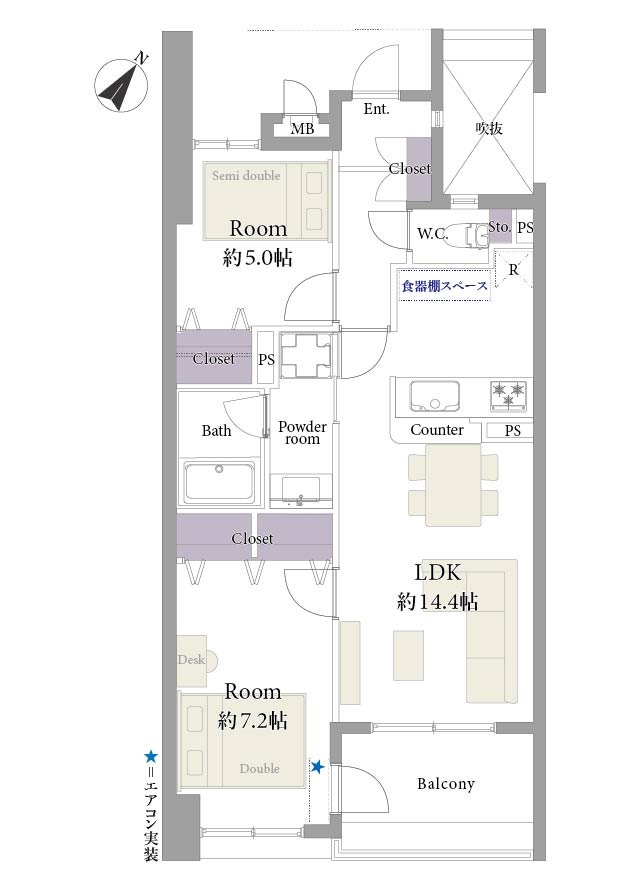 N
MB
Ent.
吹抜
Closet
Semi double
Room
約5.0帖
W.C.
Sto.
PS
R
食器棚スペース
Closet
PS
Bath
Powder
room
Counter
PS
Closet
LDK
約14.4帖
Desk
Room
約7.2帖
Double
★
Balcony
★=エアコン実装